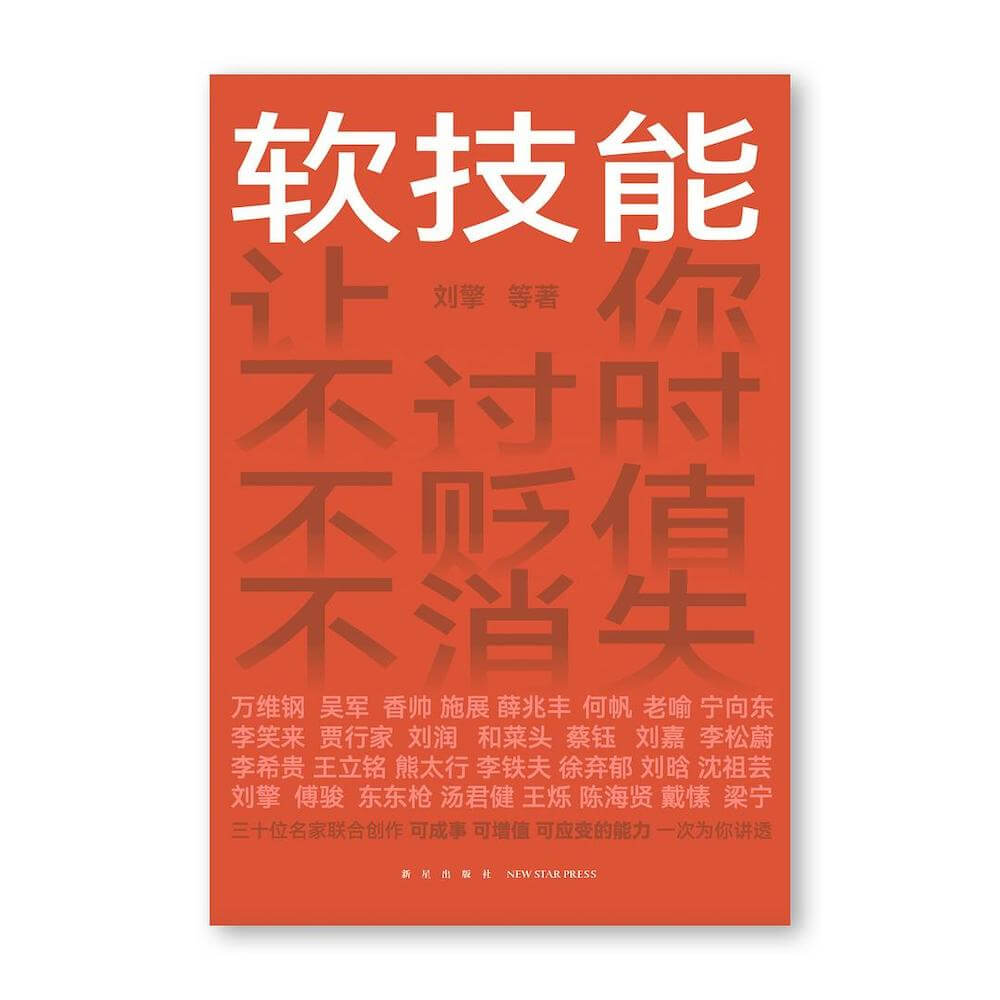 软技能
让 刘擎 等著 你
不过时
不贬值
不消失
万维钢 吴军 香帅 施展 薛兆丰 何帆 老喻 宁向东
李笑来 贾行家 刘润 和菜头 蔡钰 刘嘉 李松蔚
李希贵 王立铭 熊太行 李铁夫 徐弃郁 刘晗 沈祖芸
刘擎 傅骏 东东枪 汤君健 王烁 陈海贤 戴愫 梁宁
三十位名家联合创作 可成事 可增值 可应变的能力 一次为你讲透
新星出版社 NEW STAR PRESS